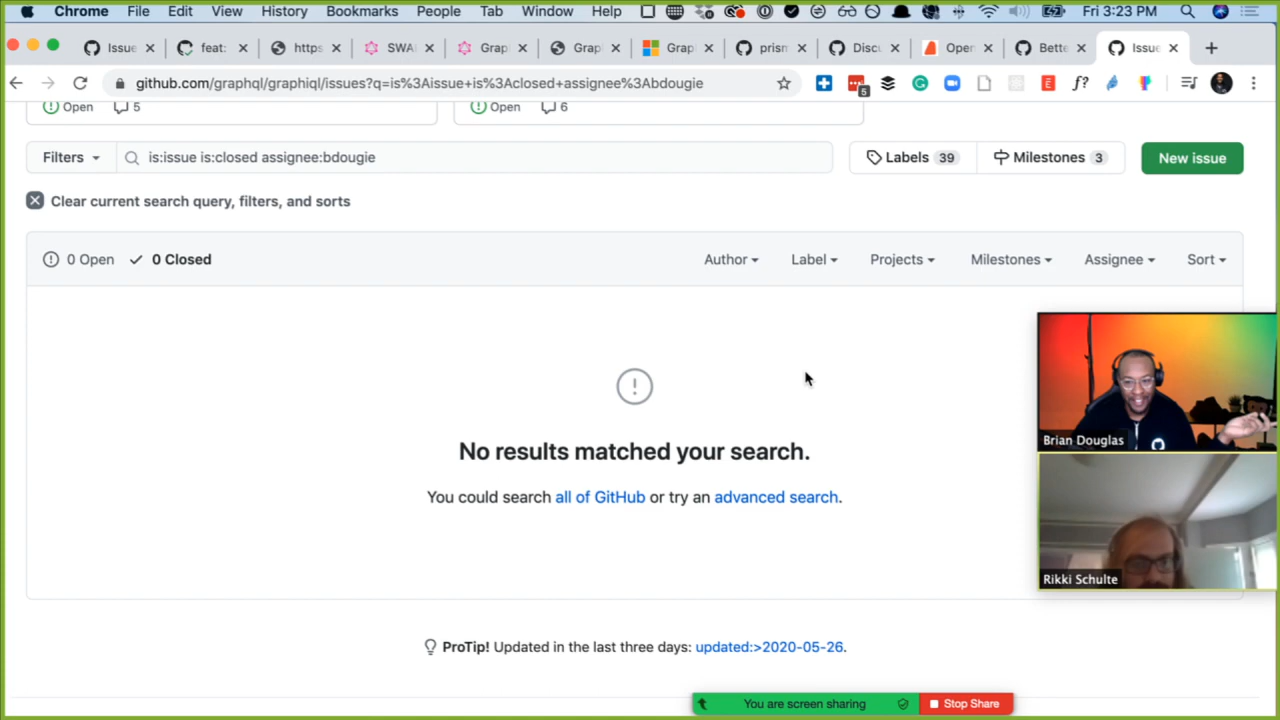 Chrome File Edit View History Bookmarks People Tab Window Help Fri 3:23 PM
Issue feat: https SWAI Grap Grap Grap prism Discu Open Bette Issue
github.com/graphql/graphiql/issues?q=is%3Aissue+is%3Aclosed+assignee%3Abdougie
5
Open 5 Open 6
Filters is:issue is:closed assignee:bdougie Labels 39 Milestones 3 New issue
Clear current search query, filters, and sorts
0 Open 0 Closed Author Label Projects Milestones Assignee Sort
No results matched your search.
You could search all of GitHub or try an advanced search.
Brian Douglas
Rikki Schulte
ProTip! Updated in the last three days: updated:>2020-05-26.
You are screen sharing Stop Share